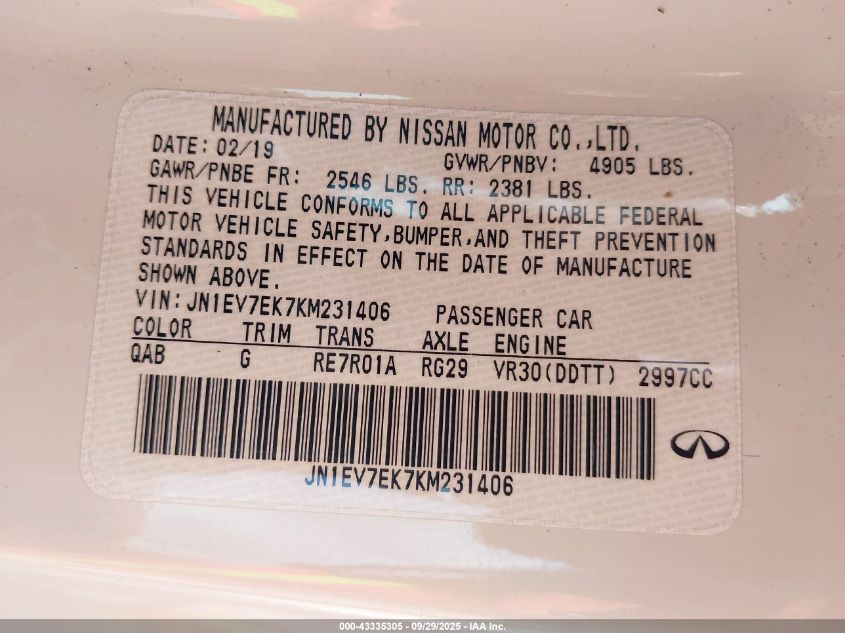 MANUFACTURED BY NISSAN MOTOR CO.,LTD.
DATE: 02/19 GVWR/PNBV: 4905 LBS.
GAWR/PNBE FR: 2546 LBS. RR: 2381 LBS.
THIS VEHICLE CONFORMS TO ALL APPLICABLE FEDERAL
MOTOR VEHICLE SAFETY,BUMPER,AND THEFT PREVENTION
STANDARDS IN EFFECT ON THE DATE OF MANUFACTURE
SHOWN ABOVE.
VIN:JN1EV7EK7KM231406 PASSENGER CAR
COLOR TRIM TRANS AXLE ENGINE
QAB G RE7R01A RG29 VR30(DDTT) 2997CC
JN1EV7EK7KM231406
000-43335305 - 09/29/2025 - IAA Inc.